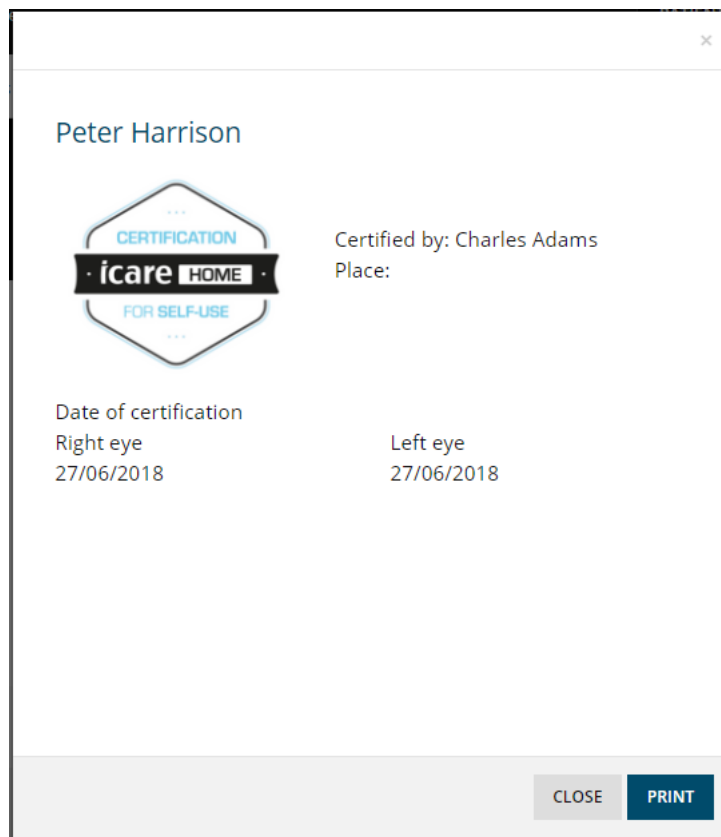 ×
Peter Harrison
CERTIFICATION
icare HOME
FOR SELF-USE
Certified by: Charles Adams
Place:
Date of certification
Right eye
Left eye
27/06/2018
27/06/2018
CLOSE
PRINT